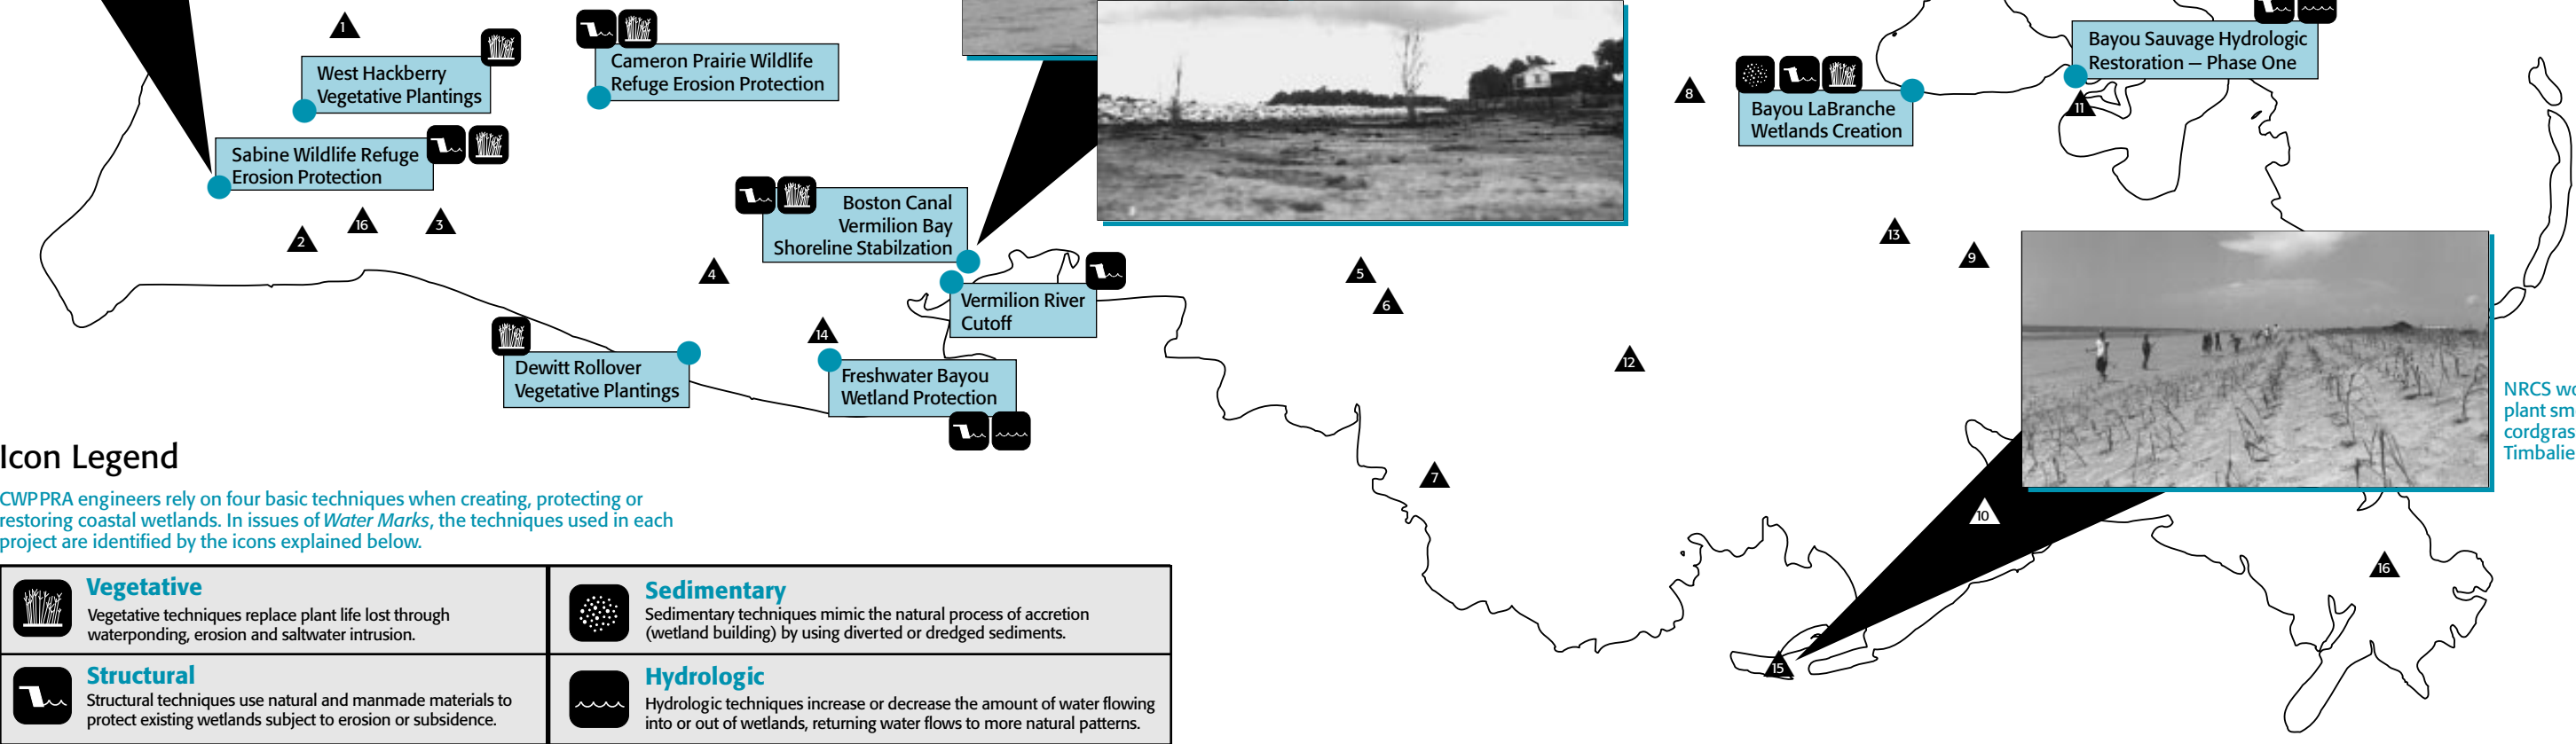 1
West Hackberry
Vegetative Plantings
Cameron Prairie Wildlife
Refuge Erosion Protection
Sabine Wildlife Refuge
Erosion Protection
2
16
3
Boston Canal
Vermilion Bay
Shoreline Stabilzation
4
Vermilion River
Cutoff
14
Dewitt Rollover
Vegetative Plantings
Freshwater Bayou
Wetland Protection
5
6
7
12
8
Bayou LaBranche
Wetlands Creation
Bayou Sauvage Hydrologic
Restoration – Phase One
11
13
9
10
15
16
NRCS wo
plant sm
cordgras
Timbalie
Icon Legend
CWPPRA engineers rely on four basic techniques when creating, protecting or
restoring coastal wetlands. In issues of Water Marks, the techniques used in each
project are identified by the icons explained below.
Vegetative
Vegetative techniques replace plant life lost through
waterponding, erosion and saltwater intrusion.
Sedimentary
Sedimentary techniques mimic the natural process of accretion
(wetland building) by using diverted or dredged sediments.
Structural
Structural techniques use natural and manmade materials to
protect existing wetlands subject to erosion or subsidence.
Hydrologic
Hydrologic techniques increase or decrease the amount of water flowing
into or out of wetlands, returning water flows to more natural patterns.